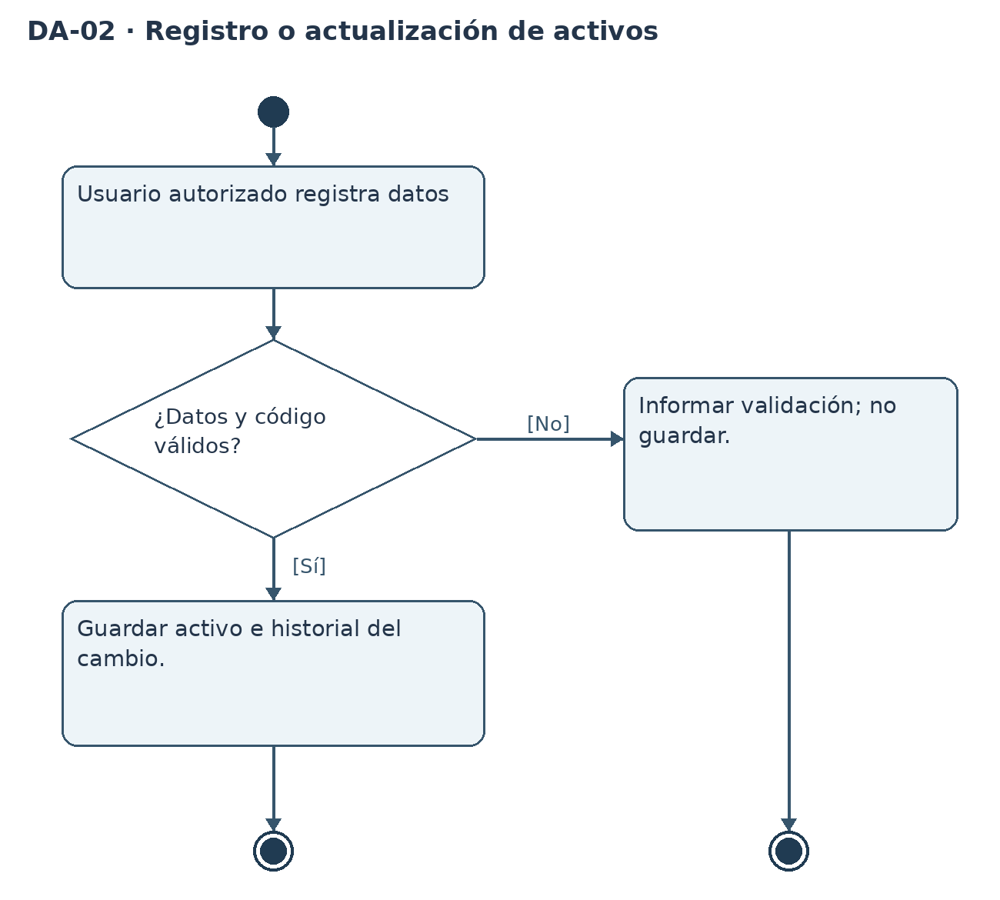 DA-02 · Registro o actualización de activos
Usuario autorizado registra datos
¿Datos y código
válidos?
[No]
Informar validación; no
guardar.
[Sí]
Guardar activo e historial del
cambio.